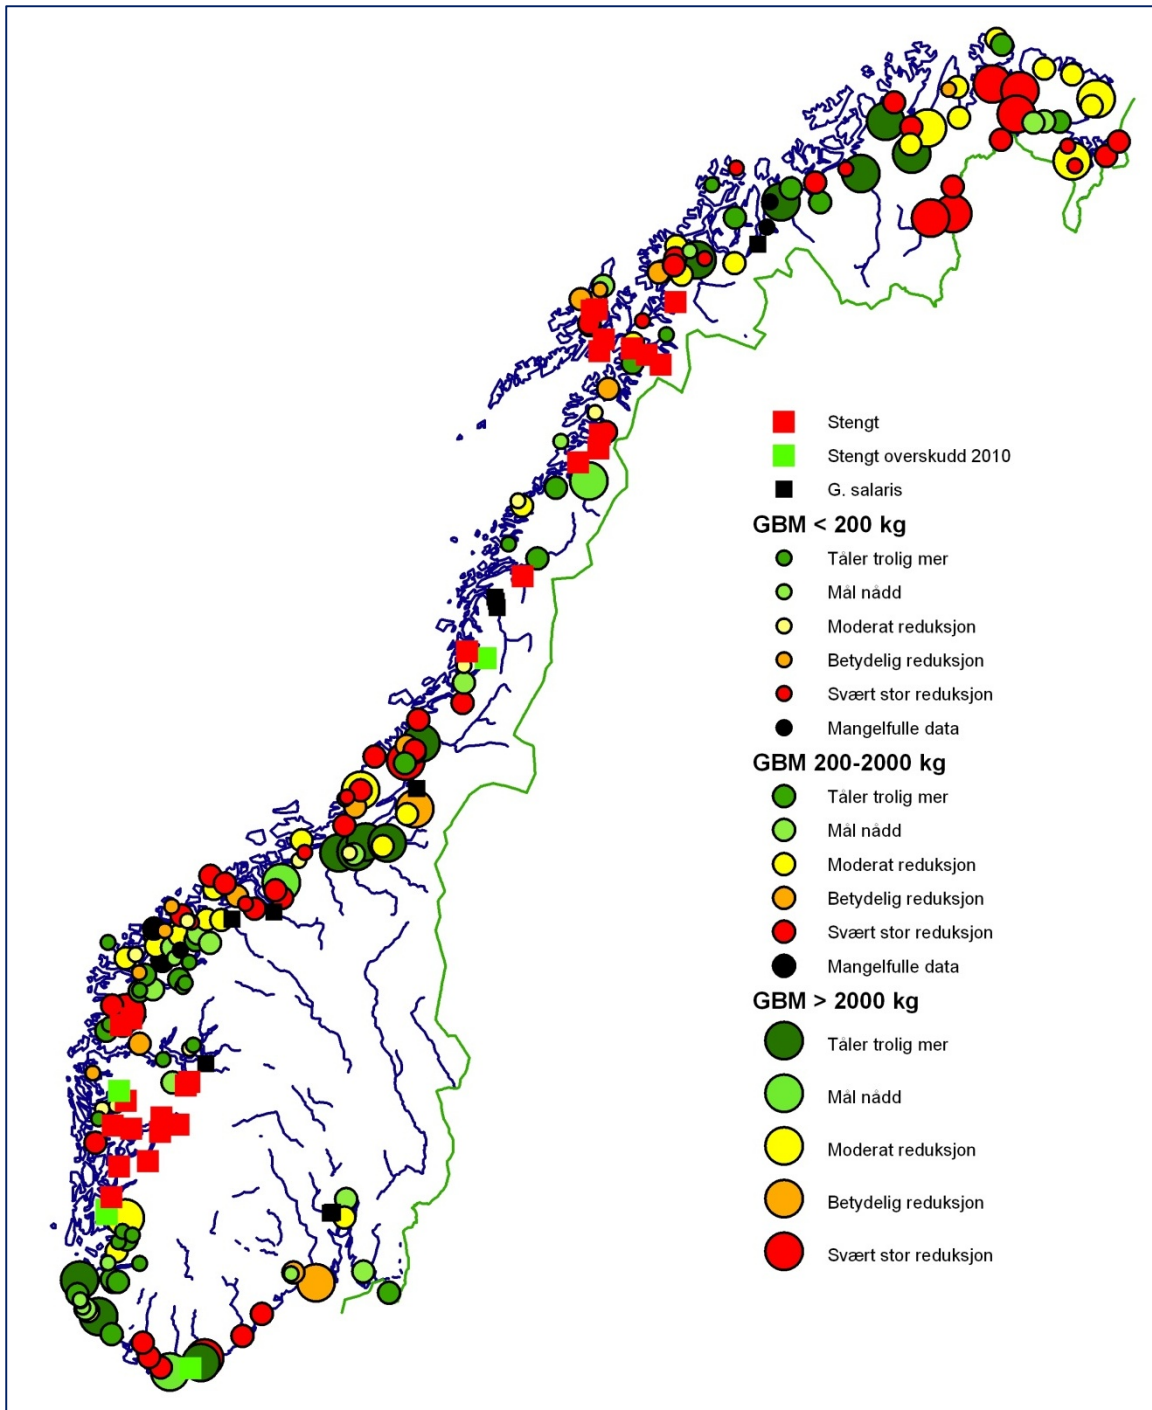 Stengt
Stengt overskudd 2010
G. salaris
GBM < 200 kg
Tåler trolig mer
Mål nådd
Moderat reduksjon
Betydelig reduksjon
Svært stor reduksjon
Mangelfulle data
GBM 200-2000 kg
Tåler trolig mer
Mål nådd
Moderat reduksjon
Betydelig reduksjon
Svært stor reduksjon
Mangelfulle data
GBM > 2000 kg
Tåler trolig mer
Mål nådd
Moderat reduksjon
Betydelig reduksjon
Svært stor reduksjon